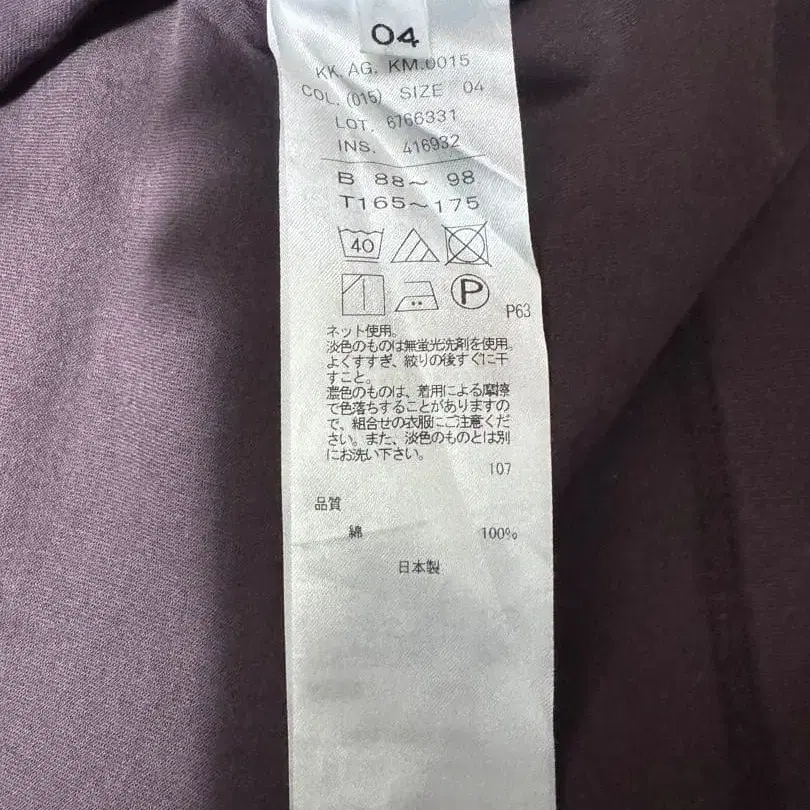 04
KK. AG. KM.0015
COL. (015) SIZE 04
LOT. 6766331
INS. 416932
B 88～ 98
T165～175
40
P
P63
ネット使用。
淡色のものは無蛍光洗剤を使用。
よくすすぎ、絞りの後すぐに干
すこと。
濃色のものは、着用による摩擦
で色落ちすることがありますの
で、組合せの衣服にご注意くだ
さい。また、淡色のものとは別
にお洗い下さい。
107
品質
綿 100%
日本製